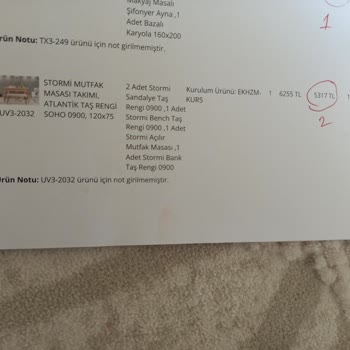 Makyaj Masalı
Şifonyer Ayna ,1
Adet Bazalı
Karyola 160x200
1
Ürün Notu: TX3-249 ürünü için not girilmemiştir.
UV3-2032
STORMİ MUTFAK
MASASI TAKIMI,
ATLANTİK TAŞ RENGİ
SOHO 0900, 120x75
2 Adet Stormi
Sandalye Taş
Rengi 0900 ,1 Adet
Stormi Bench Taş
Rengi 0900 ,1 Adet
Stormi Açılır
Mutfak Masası ,1
Adet Stormi Bank
Taş Rengi 0900
Kurulum Ürünü: EKHZM-
KUR5
1
6255 TL
5317 TL
2
Ürün Notu: UV3-2032 ürünü için not girilmemiştir.